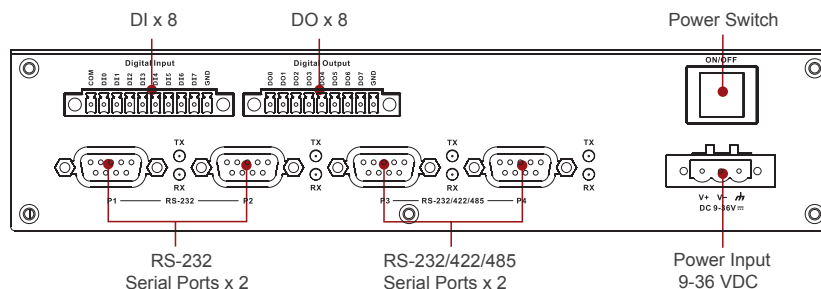 DI x 8
DO x 8
Power Switch
Digital Input
Digital Output
ON/OFF
COM DI0 DI1 DI2 DI3 DI4 DI5 DI6 DI7 GND
DO0 DO1 DO2 DO3 DO4 DO5 DO6 DO7 GND
TX
TX
TX
TX
RX
RX
RX
RX
P1 RS-232 P2
P3 RS-232/422/485 P4
V+ V-
DC 9-36V
RS-232
Serial Ports x 2
RS-232/422/485
Serial Ports x 2
Power Input
9-36 VDC